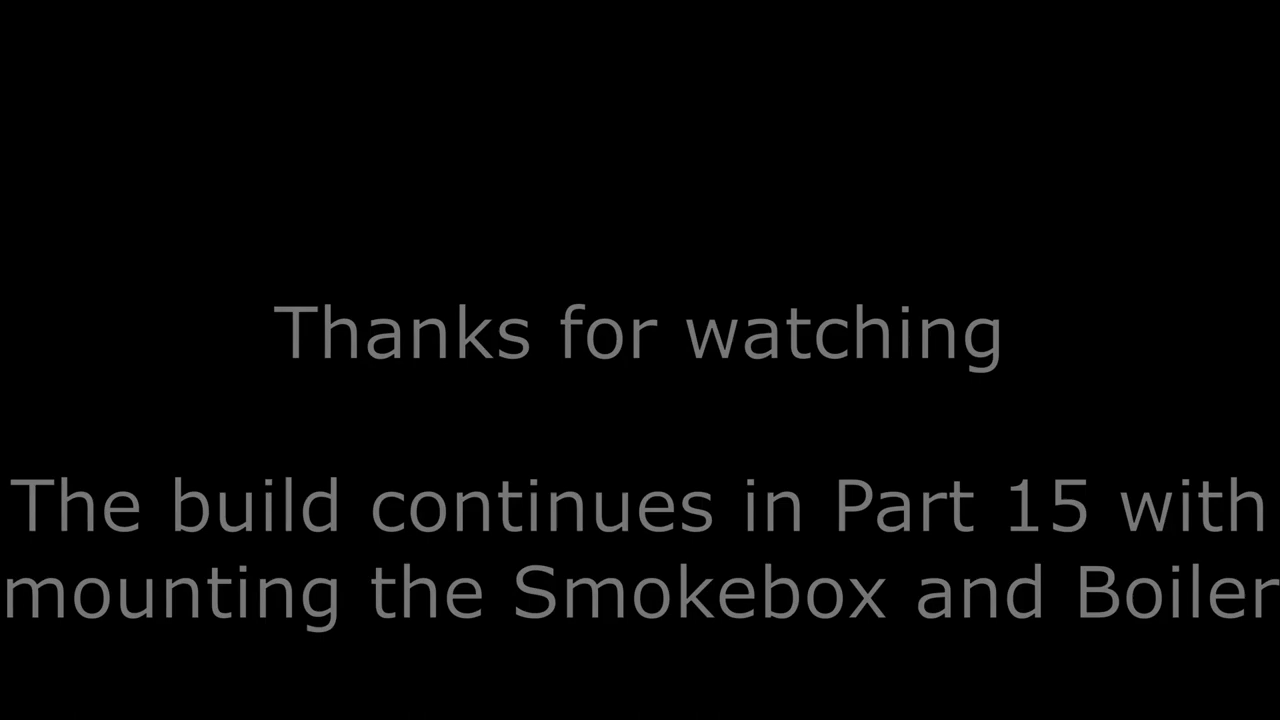 Thanks for watching
The build continues in Part 15 with
mounting the Smokebox and Boiler